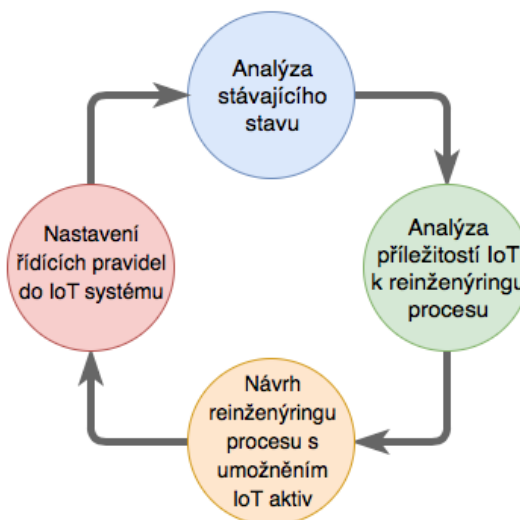 Analýza
stávajícího
stavu
Analýza
příležitostí IoT
k reinženýringu
procesu
Návrh
reinženýringu
procesu s
umožněním
IoT aktiv
Nastavení
řídících pravidel
do IoT systému